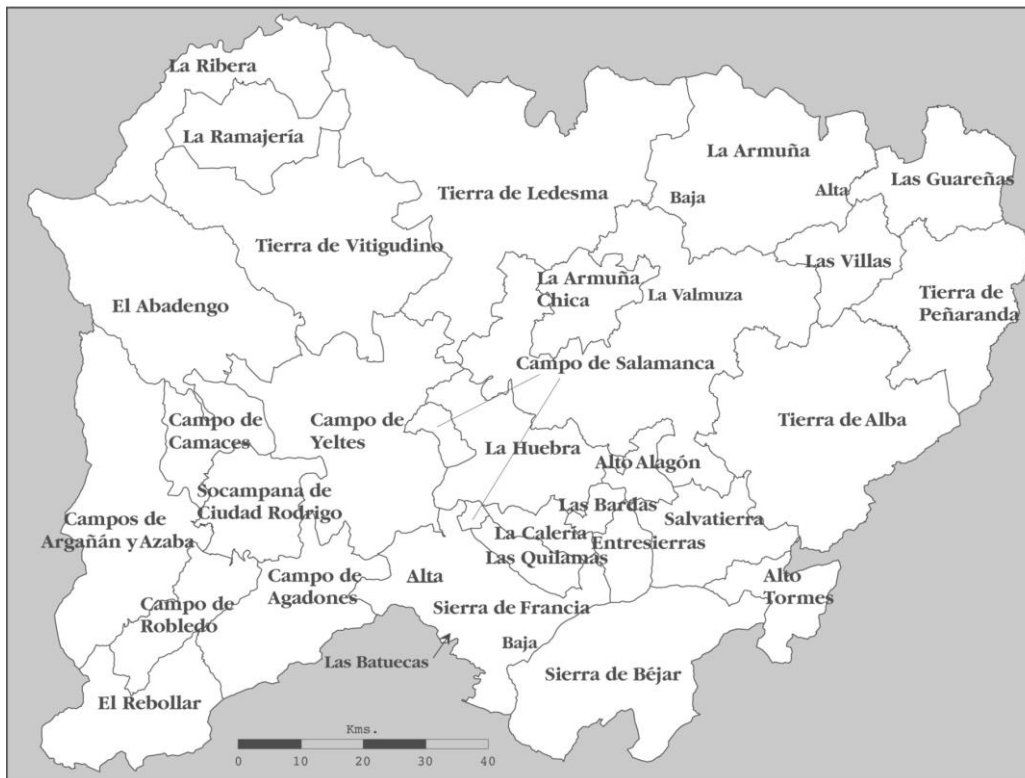 La Ribera
La Ramajería
La Armuña
Baja
Alta
Las Guareñas
Tierra de Ledesma
Tierra de Vitigudino
Las Villas
La Armuña
Chica
La Valmuza
El Abadengo
Tierra de
Peñaranda
Campo de Salamanca
Campo de
Camaces
Campo de
Yeltes
Tierra de Alba
La Huebra
Alto Alagón
Socampana de
Ciudad Rodrigo
Las Bardas
Salvatierra
Campos de
Argañán y Azaba
La Calería
Entresierras
Las Quilamas
Campo de
Agadones
Alta
Alto
Tormes
Campo de
Robledo
Sierra de Francia
Baja
Las Batuecas
Sierra de Béjar
El Rebollar
Kms.
0 10 20 30 40